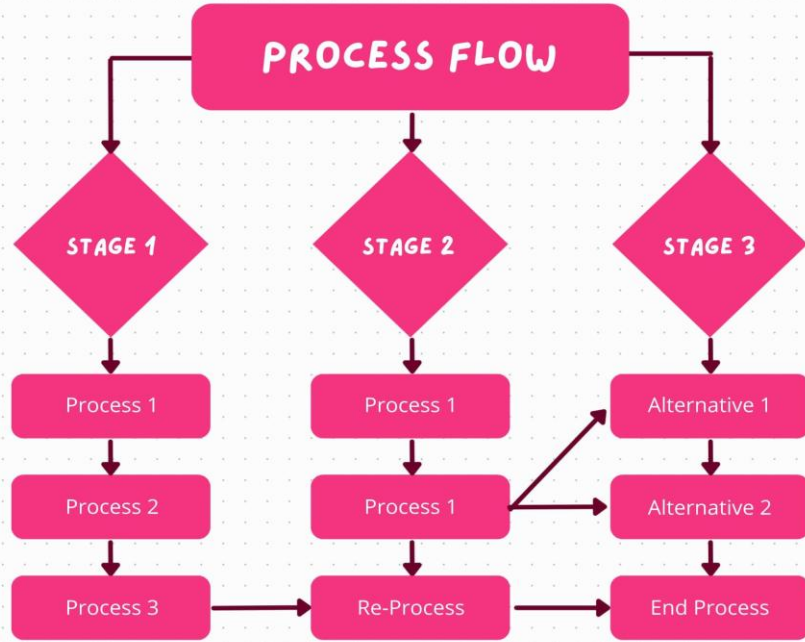 PROCESS FLOW
STAGE 1
STAGE 2
STAGE 3
Process 1
Process 1
Alternative 1
Process 2
Process 1
Alternative 2
Process 3
Re-Process
End Process